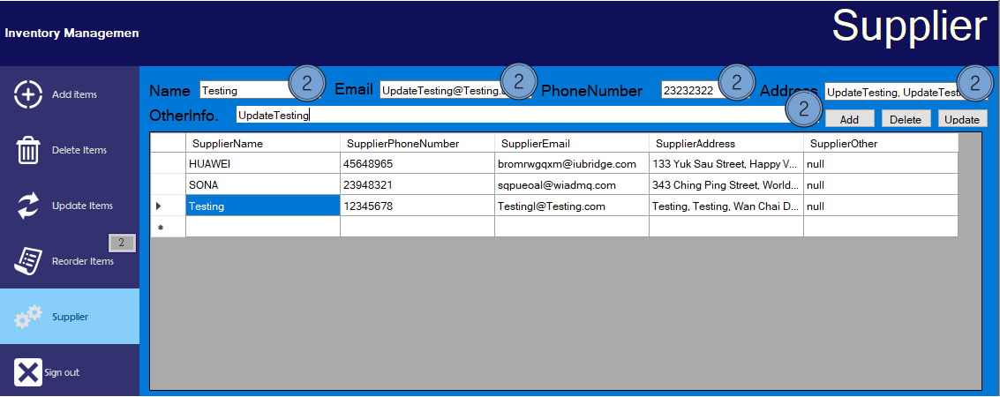 Inventory Managemen
Supplier
Add items
Delete Items
Update Items
2
Reorder Items
Supplier
Sign out
Name Testing 2 Email UpdateTesting@Testing. 2 PhoneNumber 23232322 2 Address UpdateTesting, UpdateTest 2
OtherInfo. UpdateTesting 2 Add Delete Update
SupplierName SupplierPhoneNumber SupplierEmail SupplierAddress SupplierOther
HUAWEI 45648965 bromrwgqxm@iubridge.com 133 Yuk Sau Street, Happy V... null
SONA 23948321 sqpueoal@wiadmq.com 343 Ching Ping Street, World... null
Testing 12345678 Testingl@Testing.com Testing, Testing, Wan Chai D... null